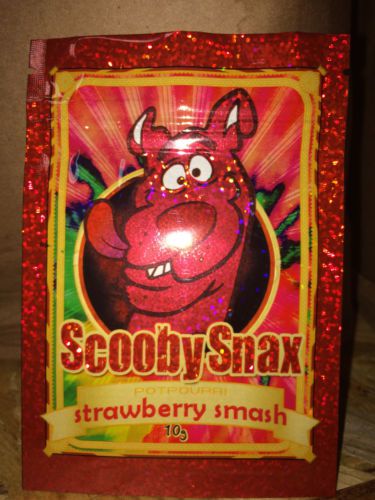 Scooby Snax
POTPOURRI
strawberry smash
10g